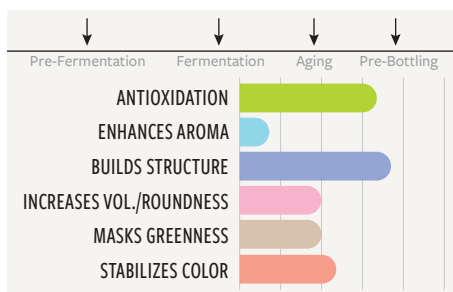 Pre-Fermentation Fermentation Aging Pre-Bottling
ANTIOXIDATION
ENHANCES AROMA
BUILDS STRUCTURE
INCREASES VOL./ROUNDNESS
MASKS GREENNESS
STABILIZES COLOR